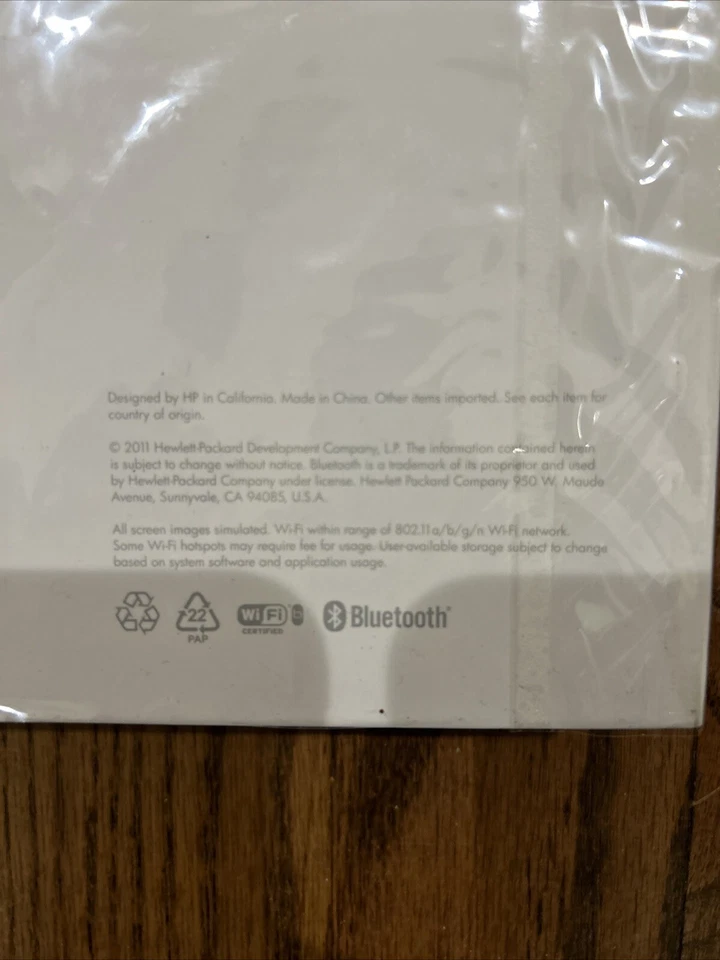 Designed by HP in California. Made in China. Other items imported. See each item for
country of origin.
© 2011 Hewlett-Packard Development Company, L.P. The information contained herein
is subject to change without notice. Bluetooth is a trademark of its proprietor and used
by Hewlett-Packard Company under license. Hewlett Packard Company 950 W. Maude
Avenue, Sunnyvale, CA 94085, U.S.A.
All screen images simulated. Wi-Fi within range of 802.11a/b/g/n Wi-Fi network.
Some Wi-Fi hotspots may require fee for usage. User-available storage subject to change
based on system software and application usage.
22
PAP
Wi Fi
CERTIFIED
Bluetooth®